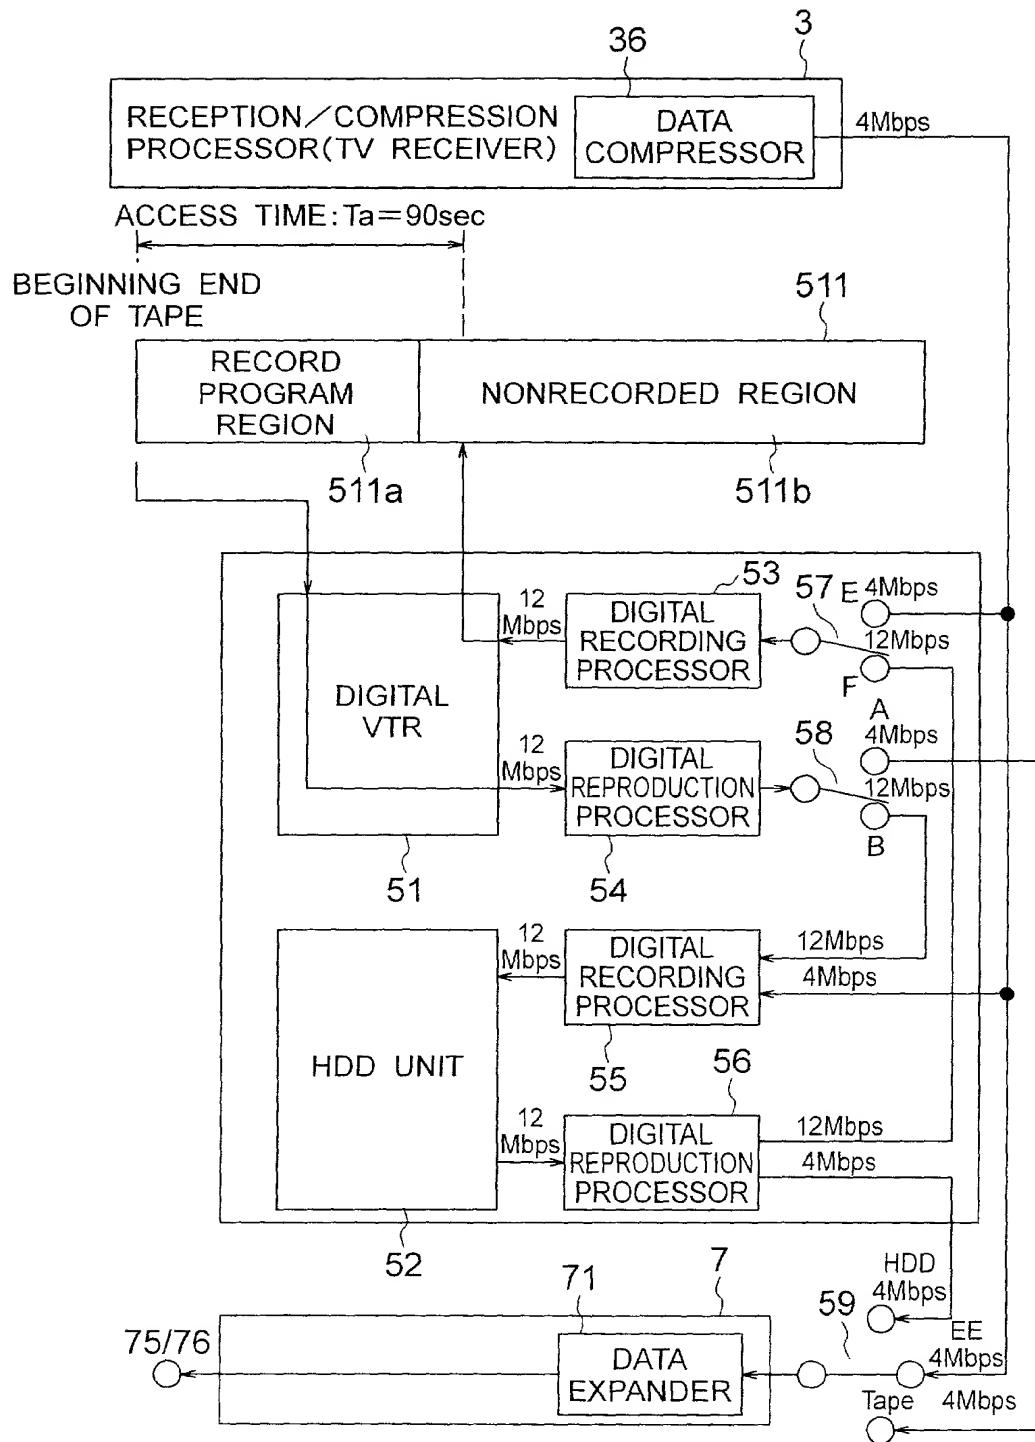 3
36
RECEPTION/COMPRESSION
PROCESSOR(TV RECEIVER)
DATA
COMPRESSOR
4Mbps
ACCESS TIME:Ta=90sec
BEGINNING END
OF TAPE
511
RECORD
PROGRAM
REGION
NONRECORDED REGION
511a
511b
53
57
E
4Mbps
12
Mbps
DIGITAL
RECORDING
PROCESSOR
12Mbps
F
DIGITAL
VTR
A
58
4Mbps
12
Mbps
DIGITAL
REPRODUCTION
PROCESSOR
12Mbps
B
51
54
12
Mbps
DIGITAL
RECORDING
PROCESSOR
12Mbps
4Mbps
HDD UNIT
55
56
12
Mbps
DIGITAL
REPRODUCTION
PROCESSOR
12Mbps
4Mbps
52
7
HDD
4Mbps
71
59
EE
75/76
DATA
EXPANDER
4Mbps
Tape
4Mbps